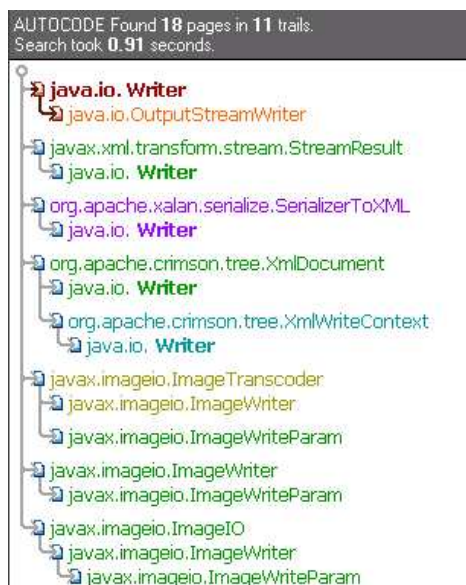 AUTOCODE Found 18 pages in 11 trails.
Search took 0.91 seconds.
java.io. Writer
java.io.OutputStreamWriter
javax.xml.transform.stream.StreamResult
java.io. Writer
org.apache.xalan.serialize.SerializerToXML
java.io. Writer
org.apache.crimson.tree.XmlDocument
java.io. Writer
org.apache.crimson.tree.XmlWriteContext
java.io. Writer
javax.imageio.ImageTranscoder
javax.imageio.ImageWriter
javax.imageio.ImageWriteParam
javax.imageio.ImageWriter
javax.imageio.ImageWriteParam
javax.imageio.ImageIO
javax.imageio.ImageWriter
javax.imageio.ImageWriteParam